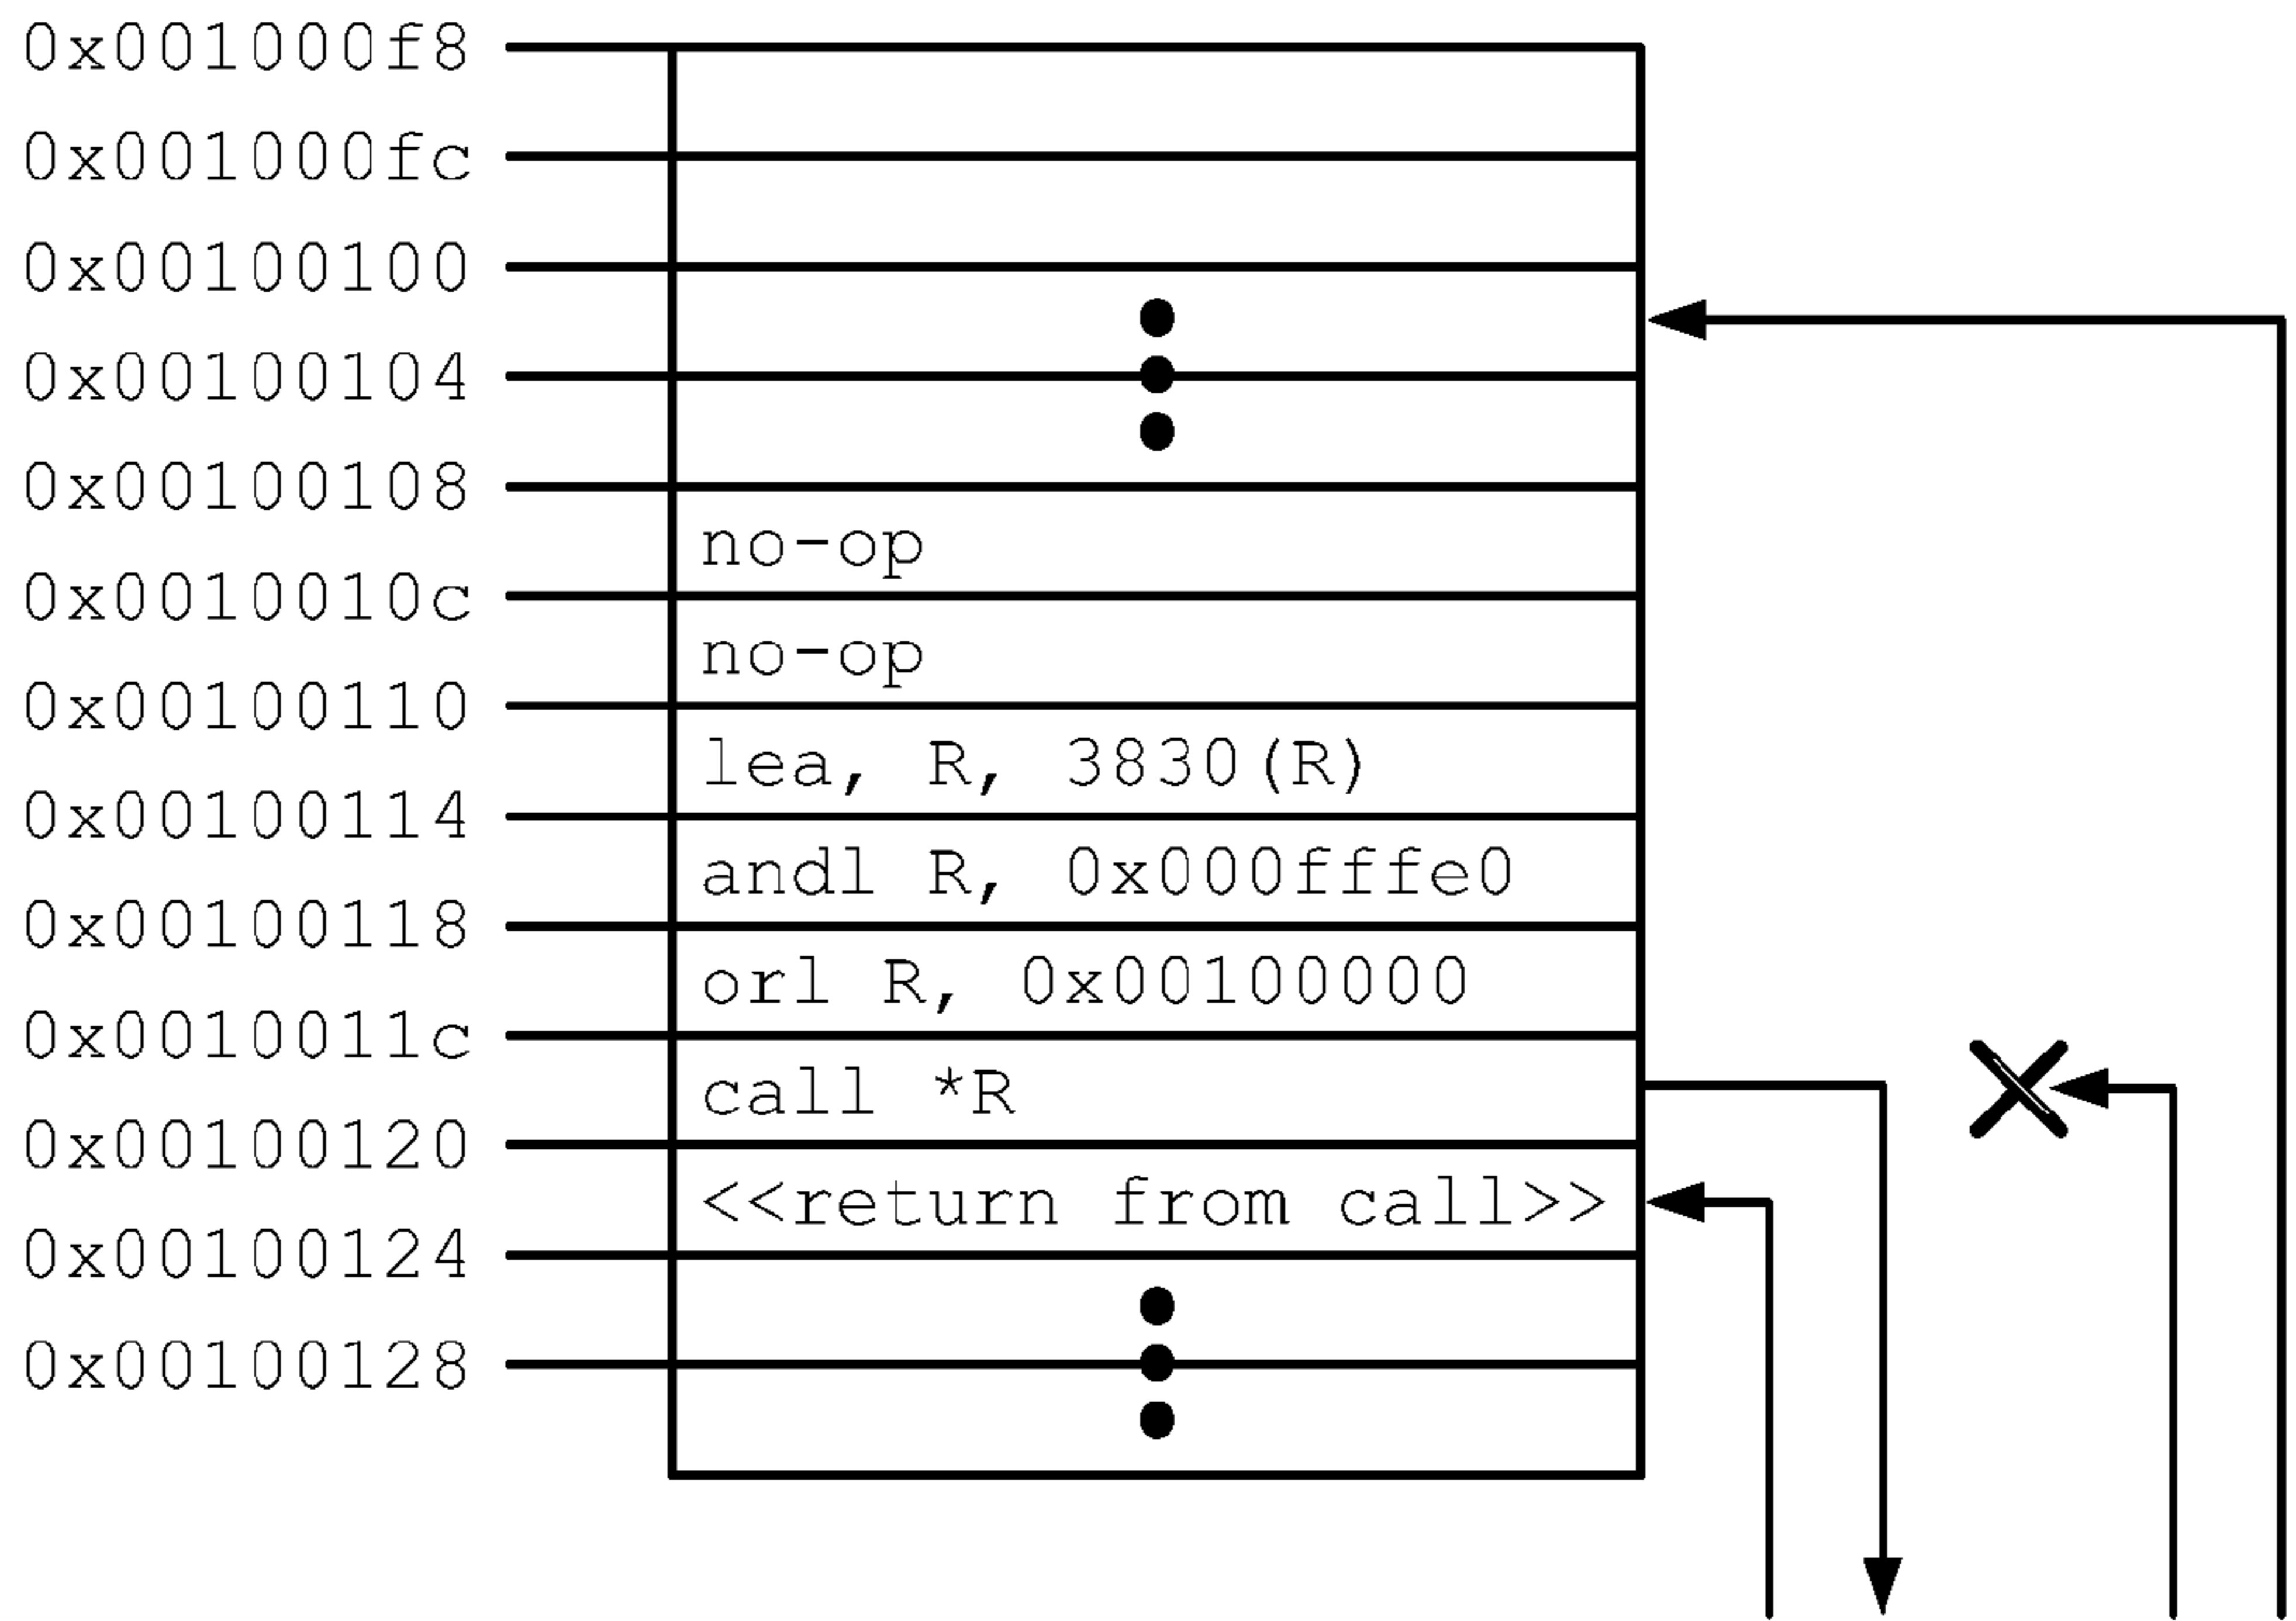 0x001000f8
0x001000fc
0x00100100
0x00100104
0x00100108
no-op
0x0010010c
no-op
0x00100110
lea, R, 3830(R)
0x00100114
andl R, 0x000fffe0
0x00100118
orl R, 0x00100000
0x0010011c
call *R
0x00100120
<<return from call>>
0x00100124
0x00100128